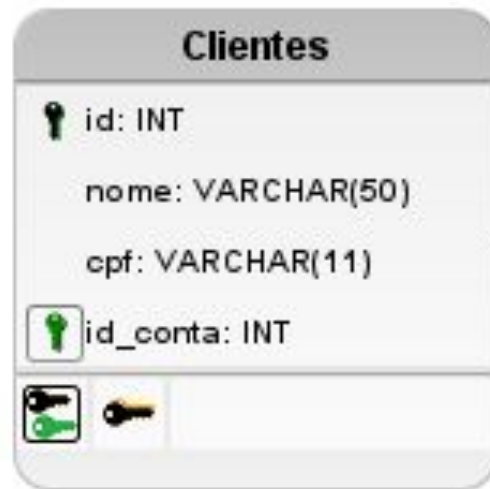 Clientes
id: INT
nome: VARCHAR(50)
cpf: VARCHAR(11)
id_conta: INT